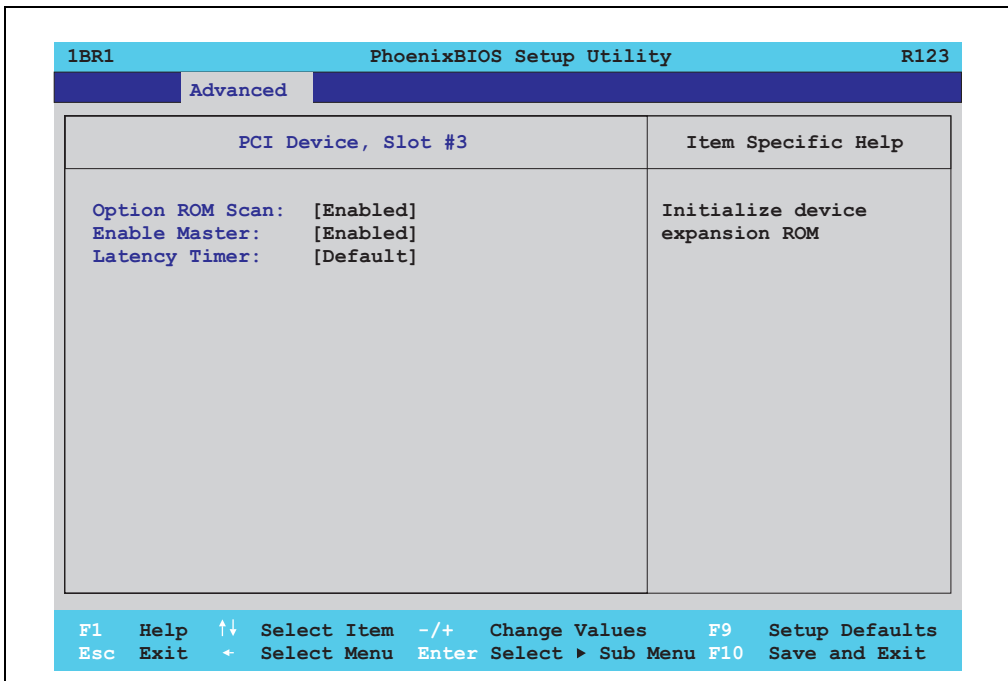 1BR1 PhoenixBIOS Setup Utility R123
Advanced
PCI Device, Slot #3 Item Specific Help
Option ROM Scan: [Enabled] Initialize device
Enable Master: [Enabled] expansion ROM
Latency Timer: [Default]
F1 Help ↑↓ Select Item -/+ Change Values F9 Setup Defaults
Esc Exit ← Select Menu Enter Select ▶ Sub Menu F10 Save and Exit